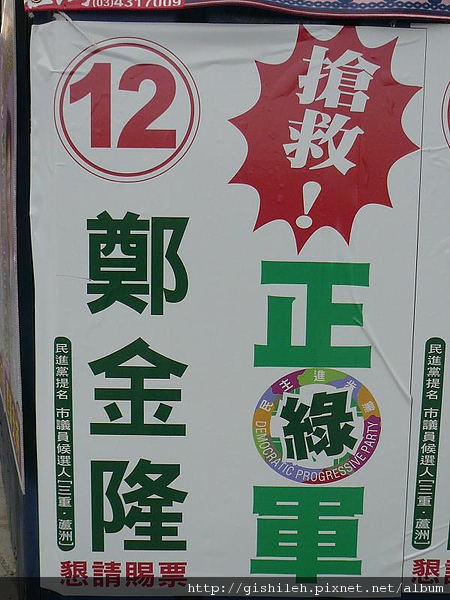 (03)4317009
12
搶救!
鄭金隆
正綠軍
民主進步黨
DEMOCRATIC PROGRESSIVE PARTY
民進黨提名 市議員候選人[三重·蘆洲]
懇請賜票
民進黨提名 市議員候選人[三重·蘆洲]
懇
http://gishileh.pixnet.net/album